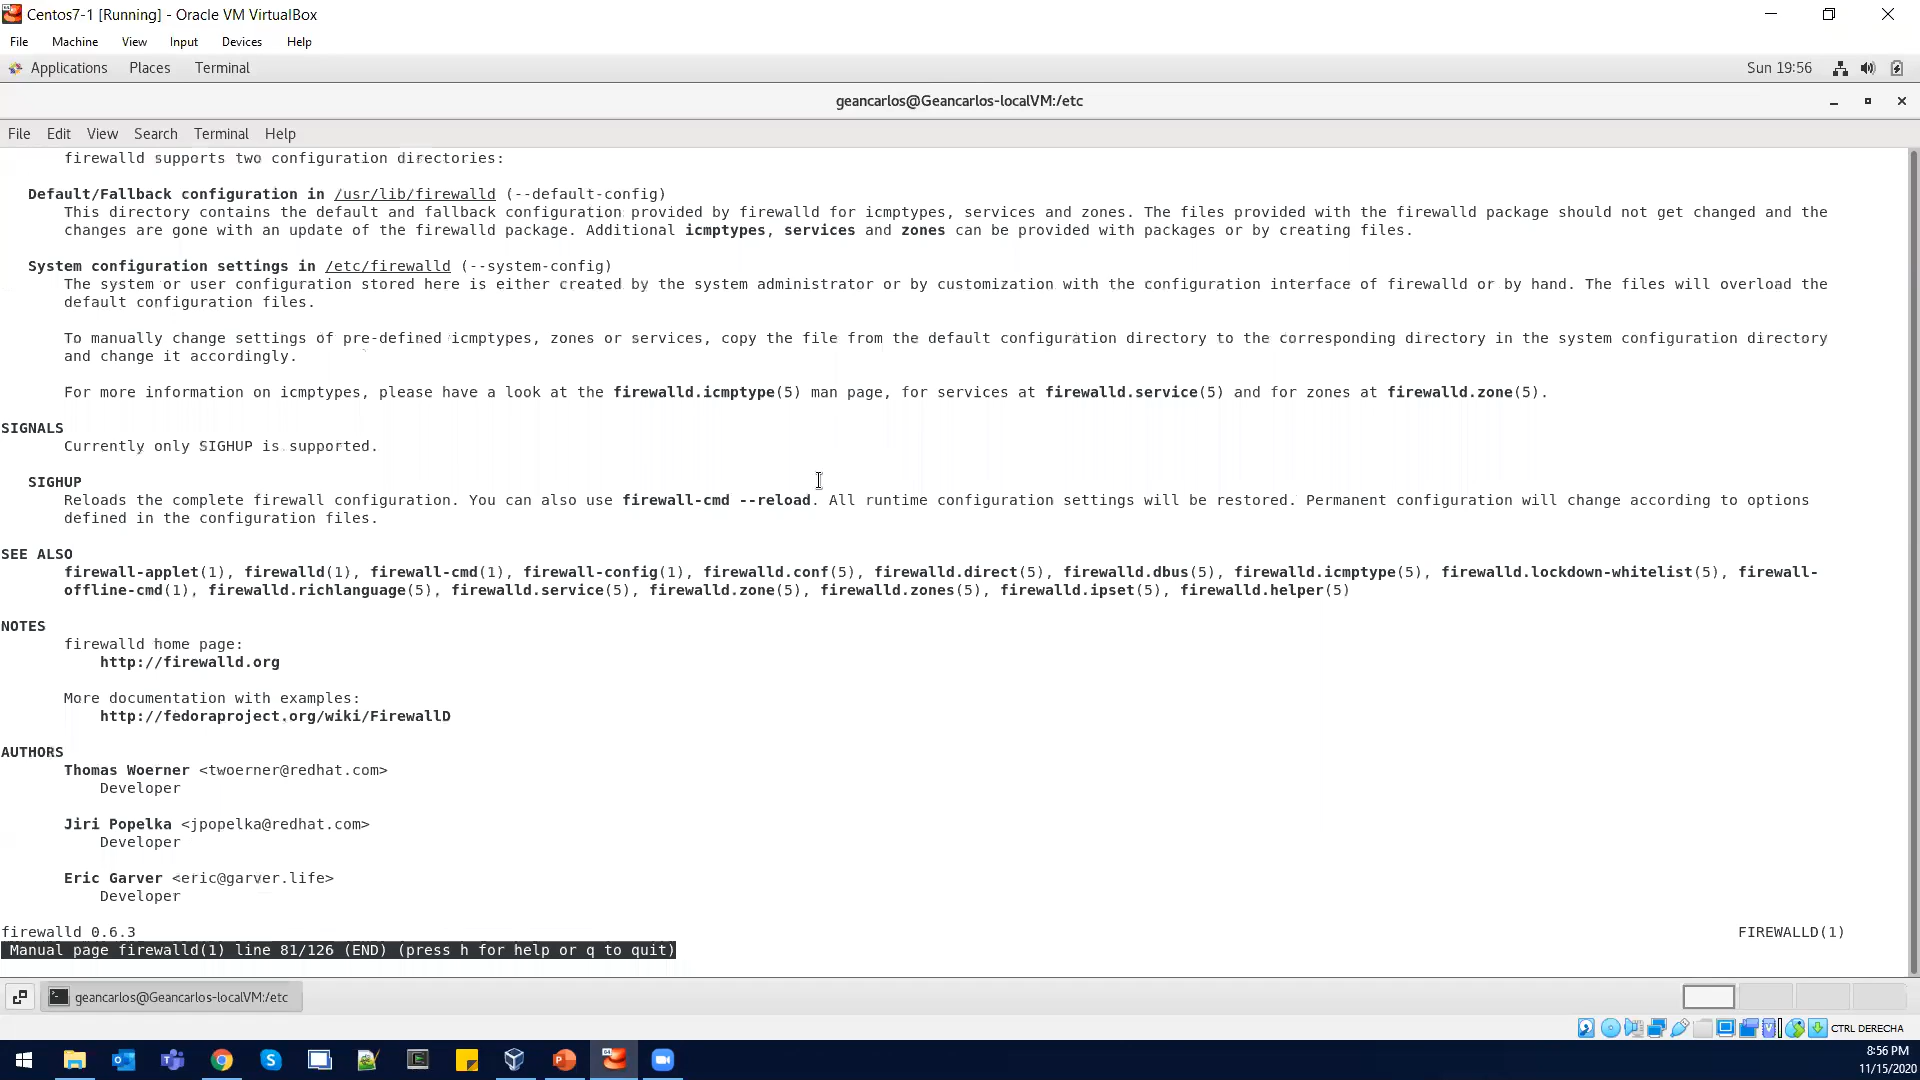 Centos7-1 [Running] - Oracle VM VirtualBox
File Machine View Input Devices Help
Applications Places Terminal Sun 19:56
geancarlos@Geancarlos-localVM:/etc
File Edit View Search Terminal Help
firewalld supports two configuration directories:
Default/Fallback configuration in /usr/lib/firewalld (--default-config)
This directory contains the default and fallback configuration provided by firewalld for icmptypes, services and zones. The files provided with the firewalld package should not get changed and the
changes are gone with an update of the firewalld package. Additional icmptypes, services and zones can be provided with packages or by creating files.
System configuration settings in /etc/firewalld (--system-config)
The system or user configuration stored here is either created by the system administrator or by customization with the configuration interface of firewalld or by hand. The files will overload the
default configuration files.
To manually change settings of pre-defined icmptypes, zones or services, copy the file from the default configuration directory to the corresponding directory in the system configuration directory
and change it accordingly.
For more information on icmptypes, please have a look at the firewalld.icmptype(5) man page, for services at firewalld.service(5) and for zones at firewalld.zone(5).
SIGNALS
Currently only SIGHUP is supported.
SIGHUP
Reloads the complete firewall configuration. You can also use firewall-cmd --reload. All runtime configuration settings will be restored. Permanent configuration will change according to options
defined in the configuration files.
SEE ALSO
firewall-applet(1), firewalld(1), firewall-cmd(1), firewall-config(1), firewalld.conf(5), firewalld.direct(5), firewalld.dbus(5), firewalld.icmptype(5), firewalld.lockdown-whitelist(5), firewall-
offline-cmd(1), firewalld.richlanguage(5), firewalld.service(5), firewalld.zone(5), firewalld.zones(5), firewalld.ipset(5), firewalld.helper(5)
NOTES
firewalld home page:
http://firewalld.org
More documentation with examples:
http://fedoraproject.org/wiki/FirewallD
AUTHORS
Thomas Woerner <twoerner@redhat.com>
Developer
Jiri Popelka <jpopelka@redhat.com>
Developer
Eric Garver <eric@garver.life>
Developer
firewalld 0.6.3 FIREWALLD(1)
Manual page firewalld(1) line 81/126 (END) (press h for help or q to quit)
geancarlos@Geancarlos-localVM:/etc
CTRL DERECHA
8:56 PM
11/15/2020